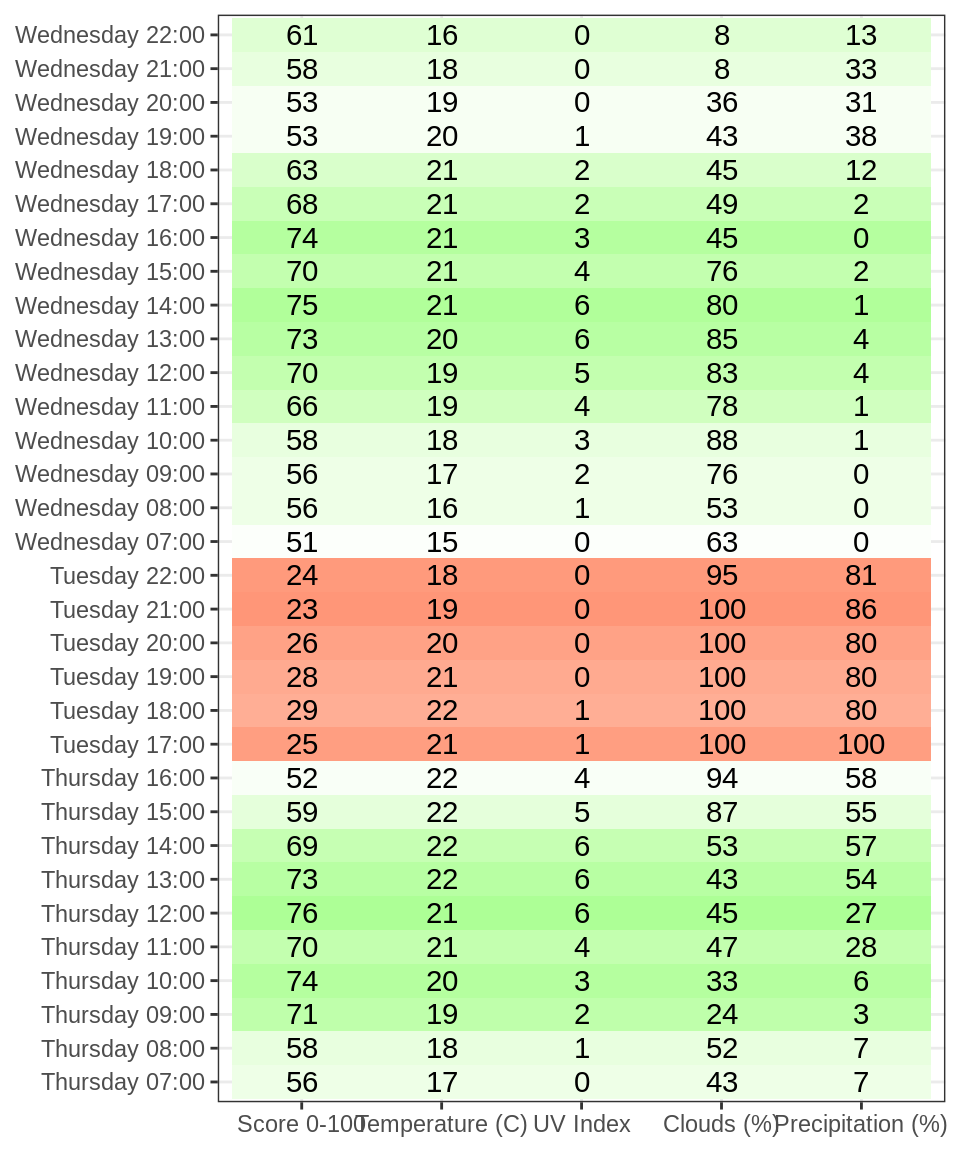 Wednesday 22:00 61 16 0 8 13
Wednesday 21:00 58 18 0 8 33
Wednesday 20:00 53 19 0 36 31
Wednesday 19:00 53 20 1 43 38
Wednesday 18:00 63 21 2 45 12
Wednesday 17:00 68 21 2 49 2
Wednesday 16:00 74 21 3 45 0
Wednesday 15:00 70 21 4 76 2
Wednesday 14:00 75 21 6 80 1
Wednesday 13:00 73 20 6 85 4
Wednesday 12:00 70 19 5 83 4
Wednesday 11:00 66 19 4 78 1
Wednesday 10:00 58 18 3 88 1
Wednesday 09:00 56 17 2 76 0
Wednesday 08:00 56 16 1 53 0
Wednesday 07:00 51 15 0 63 0
Tuesday 22:00 24 18 0 95 81
Tuesday 21:00 23 19 0 100 86
Tuesday 20:00 26 20 0 100 80
Tuesday 19:00 28 21 0 100 80
Tuesday 18:00 29 22 1 100 80
Tuesday 17:00 25 21 1 100 100
Thursday 16:00 52 22 4 94 58
Thursday 15:00 59 22 5 87 55
Thursday 14:00 69 22 6 53 57
Thursday 13:00 73 22 6 43 54
Thursday 12:00 76 21 6 45 27
Thursday 11:00 70 21 4 47 28
Thursday 10:00 74 20 3 33 6
Thursday 09:00 71 19 2 24 3
Thursday 08:00 58 18 1 52 7
Thursday 07:00 56 17 0 43 7
Score 0-100 Temperature (C) UV Index Clouds (%) Precipitation (%)